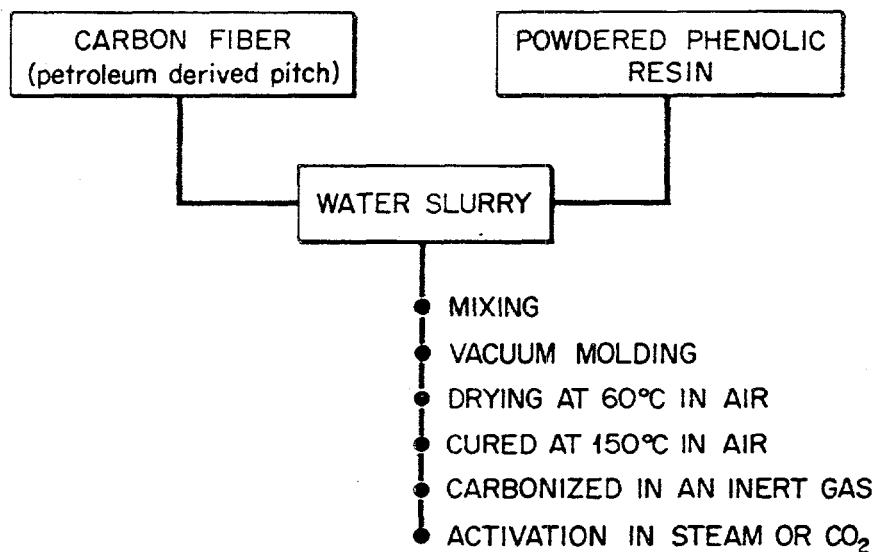 CARBON FIBER
(petroleum derived pitch)
POWDERED PHENOLIC
RESIN
WATER SLURRY
MIXING
VACUUM MOLDING
DRYING AT 60°C IN AIR
CURED AT 150°C IN AIR
CARBONIZED IN AN INERT GAS
ACTIVATION IN STEAM OR CO₂